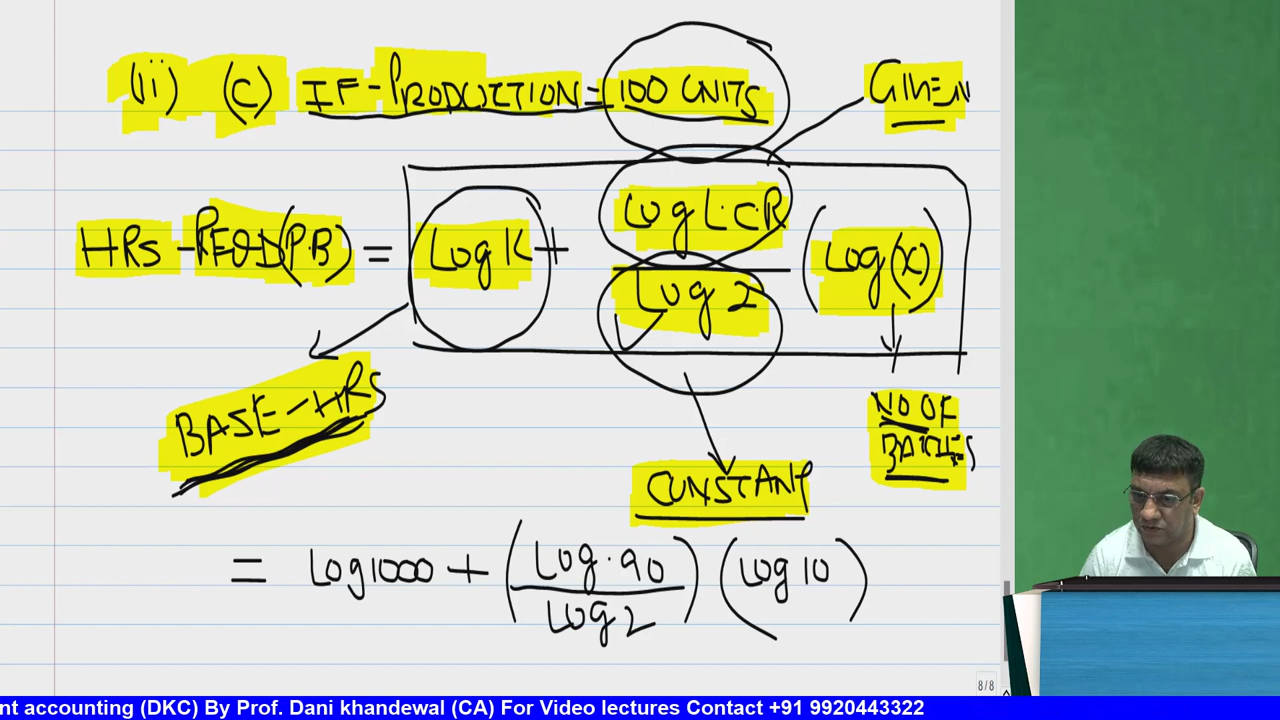 (ii) (C) IF - PRODUCTION = 100 UNITS
GIVEN
HRS - REQD (P.B) = Log K + Log L.C.R / Log 2 (Log (x))
BASE - HRS
NO OF
BATCHES
CONSTANT
= Log 1000 + (Log .90 / Log 2) (Log 10)
8/8
nt accounting (DKC) By Prof. Dani khandewal (CA) For Video lectures Contact +91 9920443322